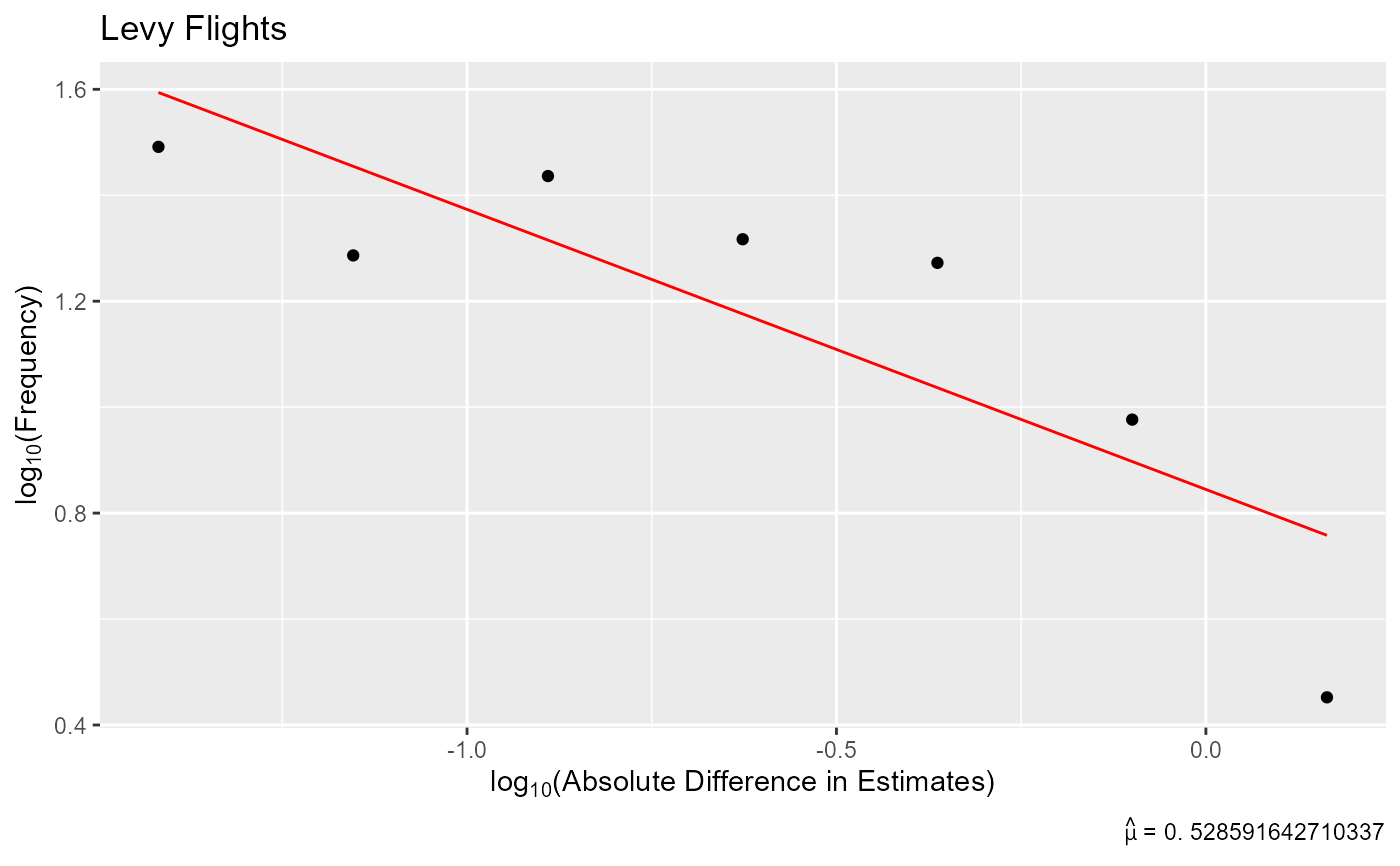 Levy Flights
log10(Frequency)
1.6
1.2
0.8
0.4
-1.0 -0.5 0.0
log10(Absolute Difference in Estimates)
μ̂ = 0. 528591642710337